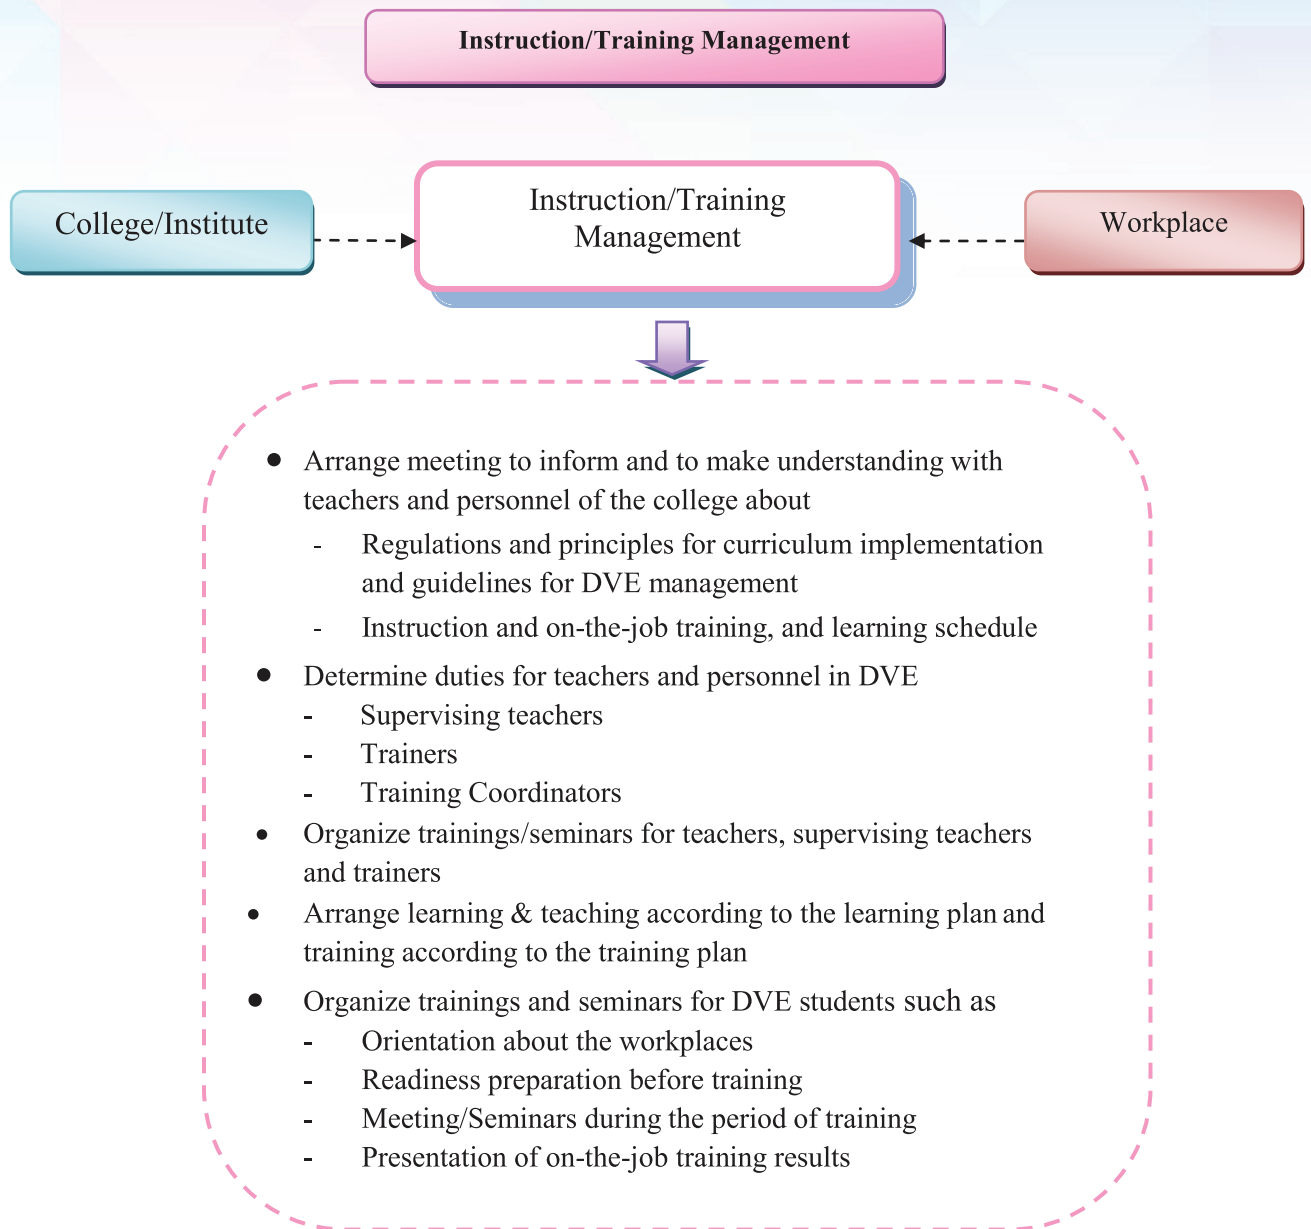 Instruction/Training Management
College/Institute
Instruction/Training
Management
Workplace
● Arrange meeting to inform and to make understanding with
teachers and personnel of the college about
- Regulations and principles for curriculum implementation
and guidelines for DVE management
- Instruction and on-the-job training, and learning schedule
● Determine duties for teachers and personnel in DVE
- Supervising teachers
- Trainers
- Training Coordinators
• Organize trainings/seminars for teachers, supervising teachers
and trainers
• Arrange learning & teaching according to the learning plan and
training according to the training plan
● Organize trainings and seminars for DVE students such as
- Orientation about the workplaces
- Readiness preparation before training
- Meeting/Seminars during the period of training
- Presentation of on-the-job training results